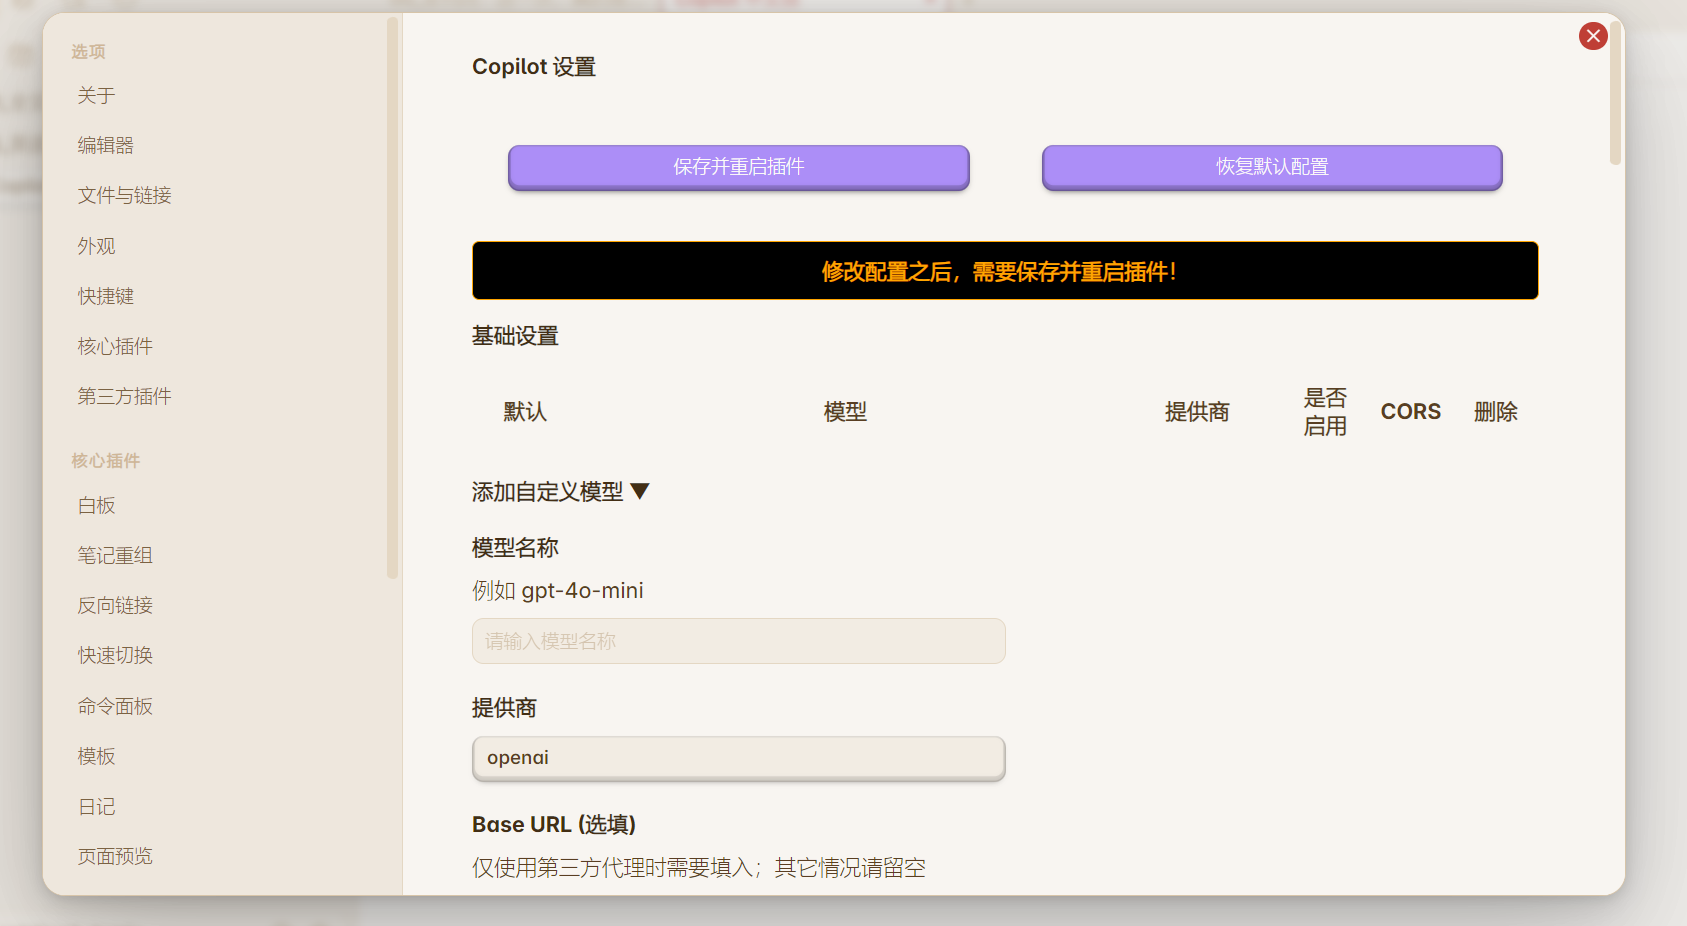 选项
关于
编辑器
文件与链接
外观
快捷键
核心插件
第三方插件
核心插件
白板
笔记重组
反向链接
快速切换
命令面板
模板
日记
页面预览
Copilot 设置
保存并重启插件
恢复默认配置
修改配置之后，需要保存并重启插件！
基础设置
默认 模型 提供商 是否启用 CORS 删除
添加自定义模型 ▼
模型名称
例如 gpt-4o-mini
请输入模型名称
提供商
openai
Base URL (选填)
仅使用第三方代理时需要填入；其它情况请留空